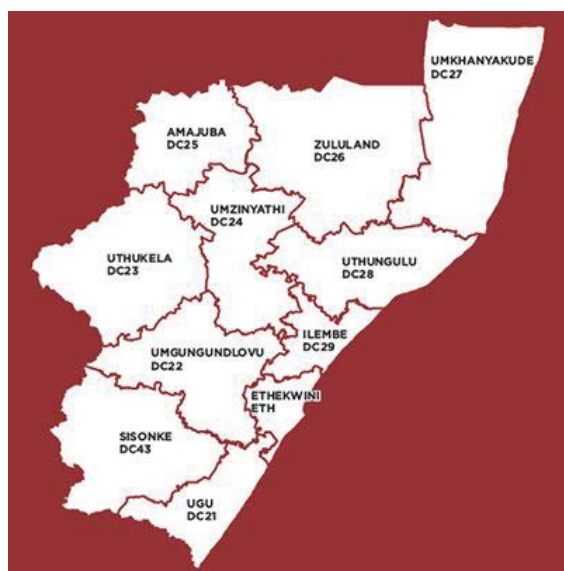 UMKHANYAKUDE
DC27
AMAJUBA
DC25
ZULULAND
DC26
UMZINYATHI
DC24
UTHUKELA
DC23
UTHUNGULU
DC28
ILEMBE
DC29
UMGUNGUNDLOVU
DC22
ETHEKWINI
ETH
SISONKE
DC43
UGU
DC21